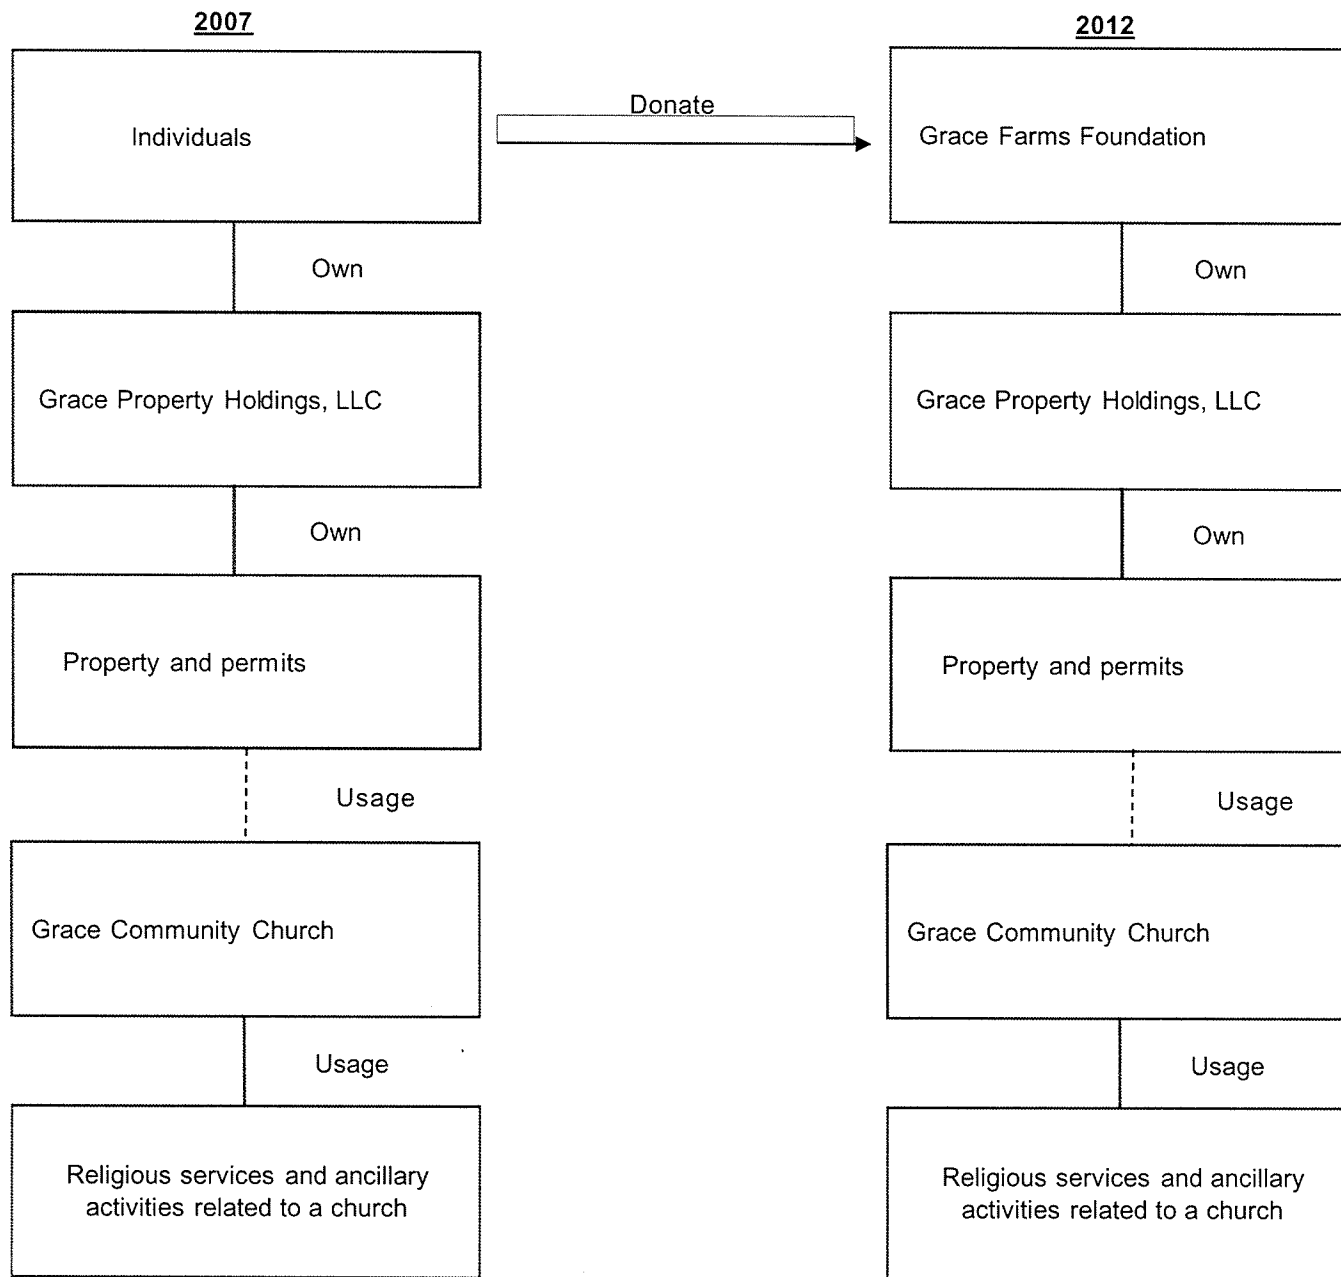 2007
2012
Individuals
Donate
Grace Farms Foundation
Own
Own
Grace Property Holdings, LLC
Grace Property Holdings, LLC
Own
Own
Property and permits
Property and permits
Usage
Usage
Grace Community Church
Grace Community Church
Usage
Usage
Religious services and ancillary
activities related to a church
Religious services and ancillary
activities related to a church